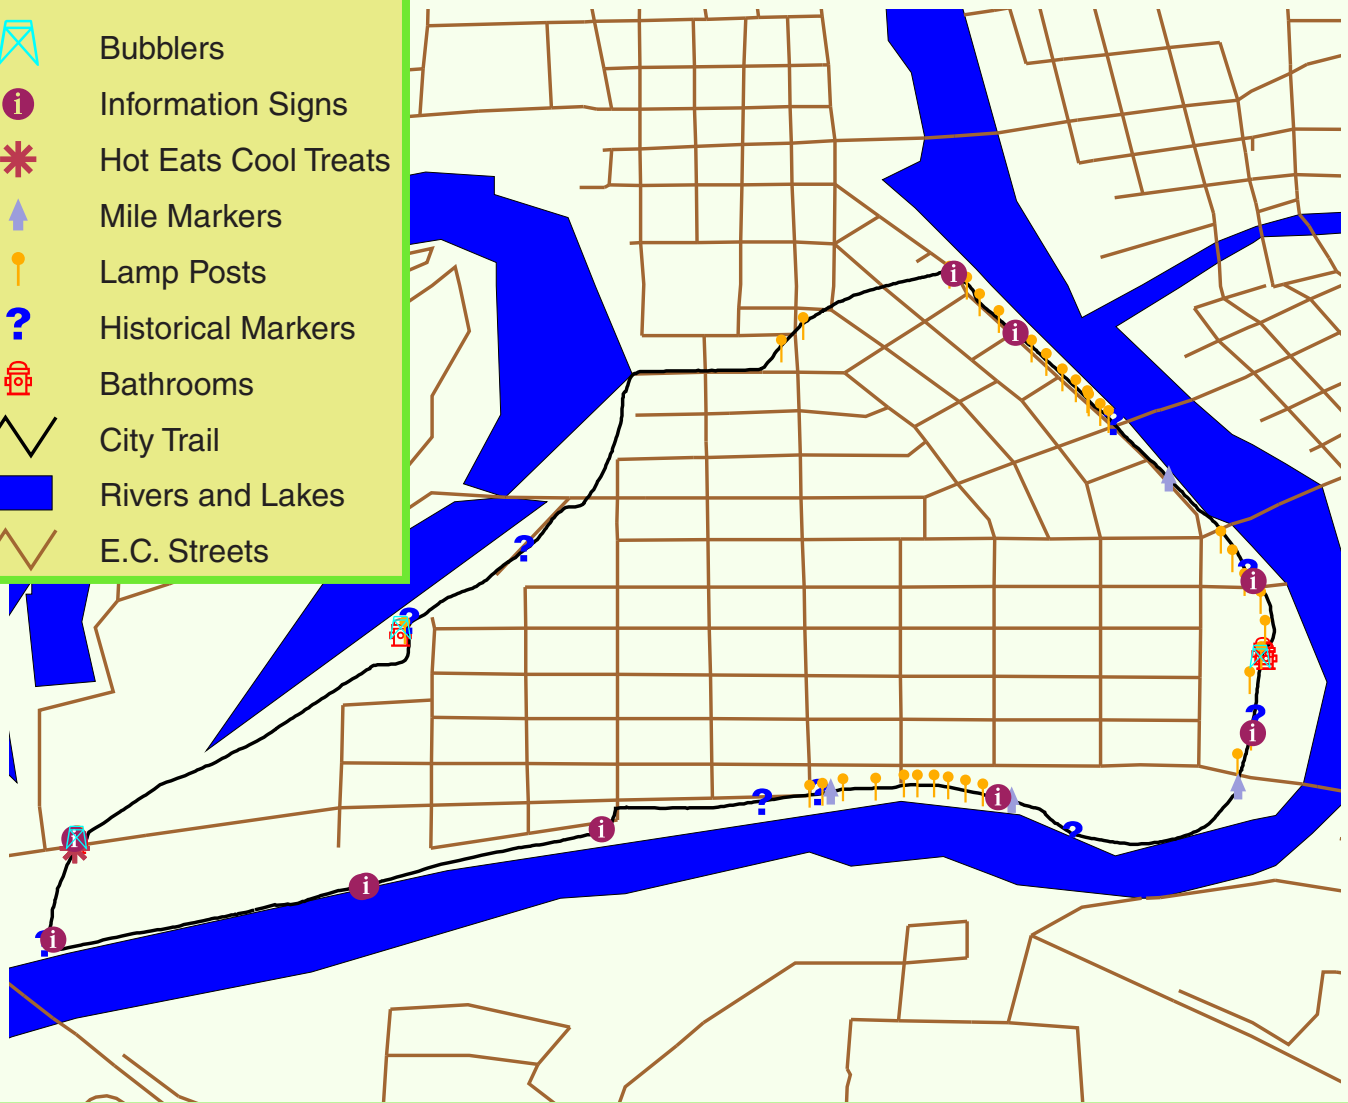 Bubblers
Information Signs
Hot Eats Cool Treats
Mile Markers
Lamp Posts
Historical Markers
Bathrooms
City Trail
Rivers and Lakes
E.C. Streets